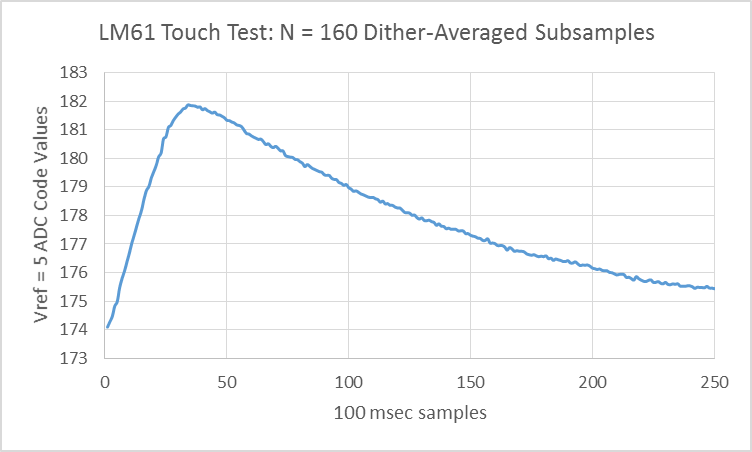 LM61 Touch Test: N = 160 Dither-Averaged Subsamples
Vref = 5 ADC Code Values
183
182
181
180
179
178
177
176
175
174
173
0 50 100 150 200 250
100 msec samples